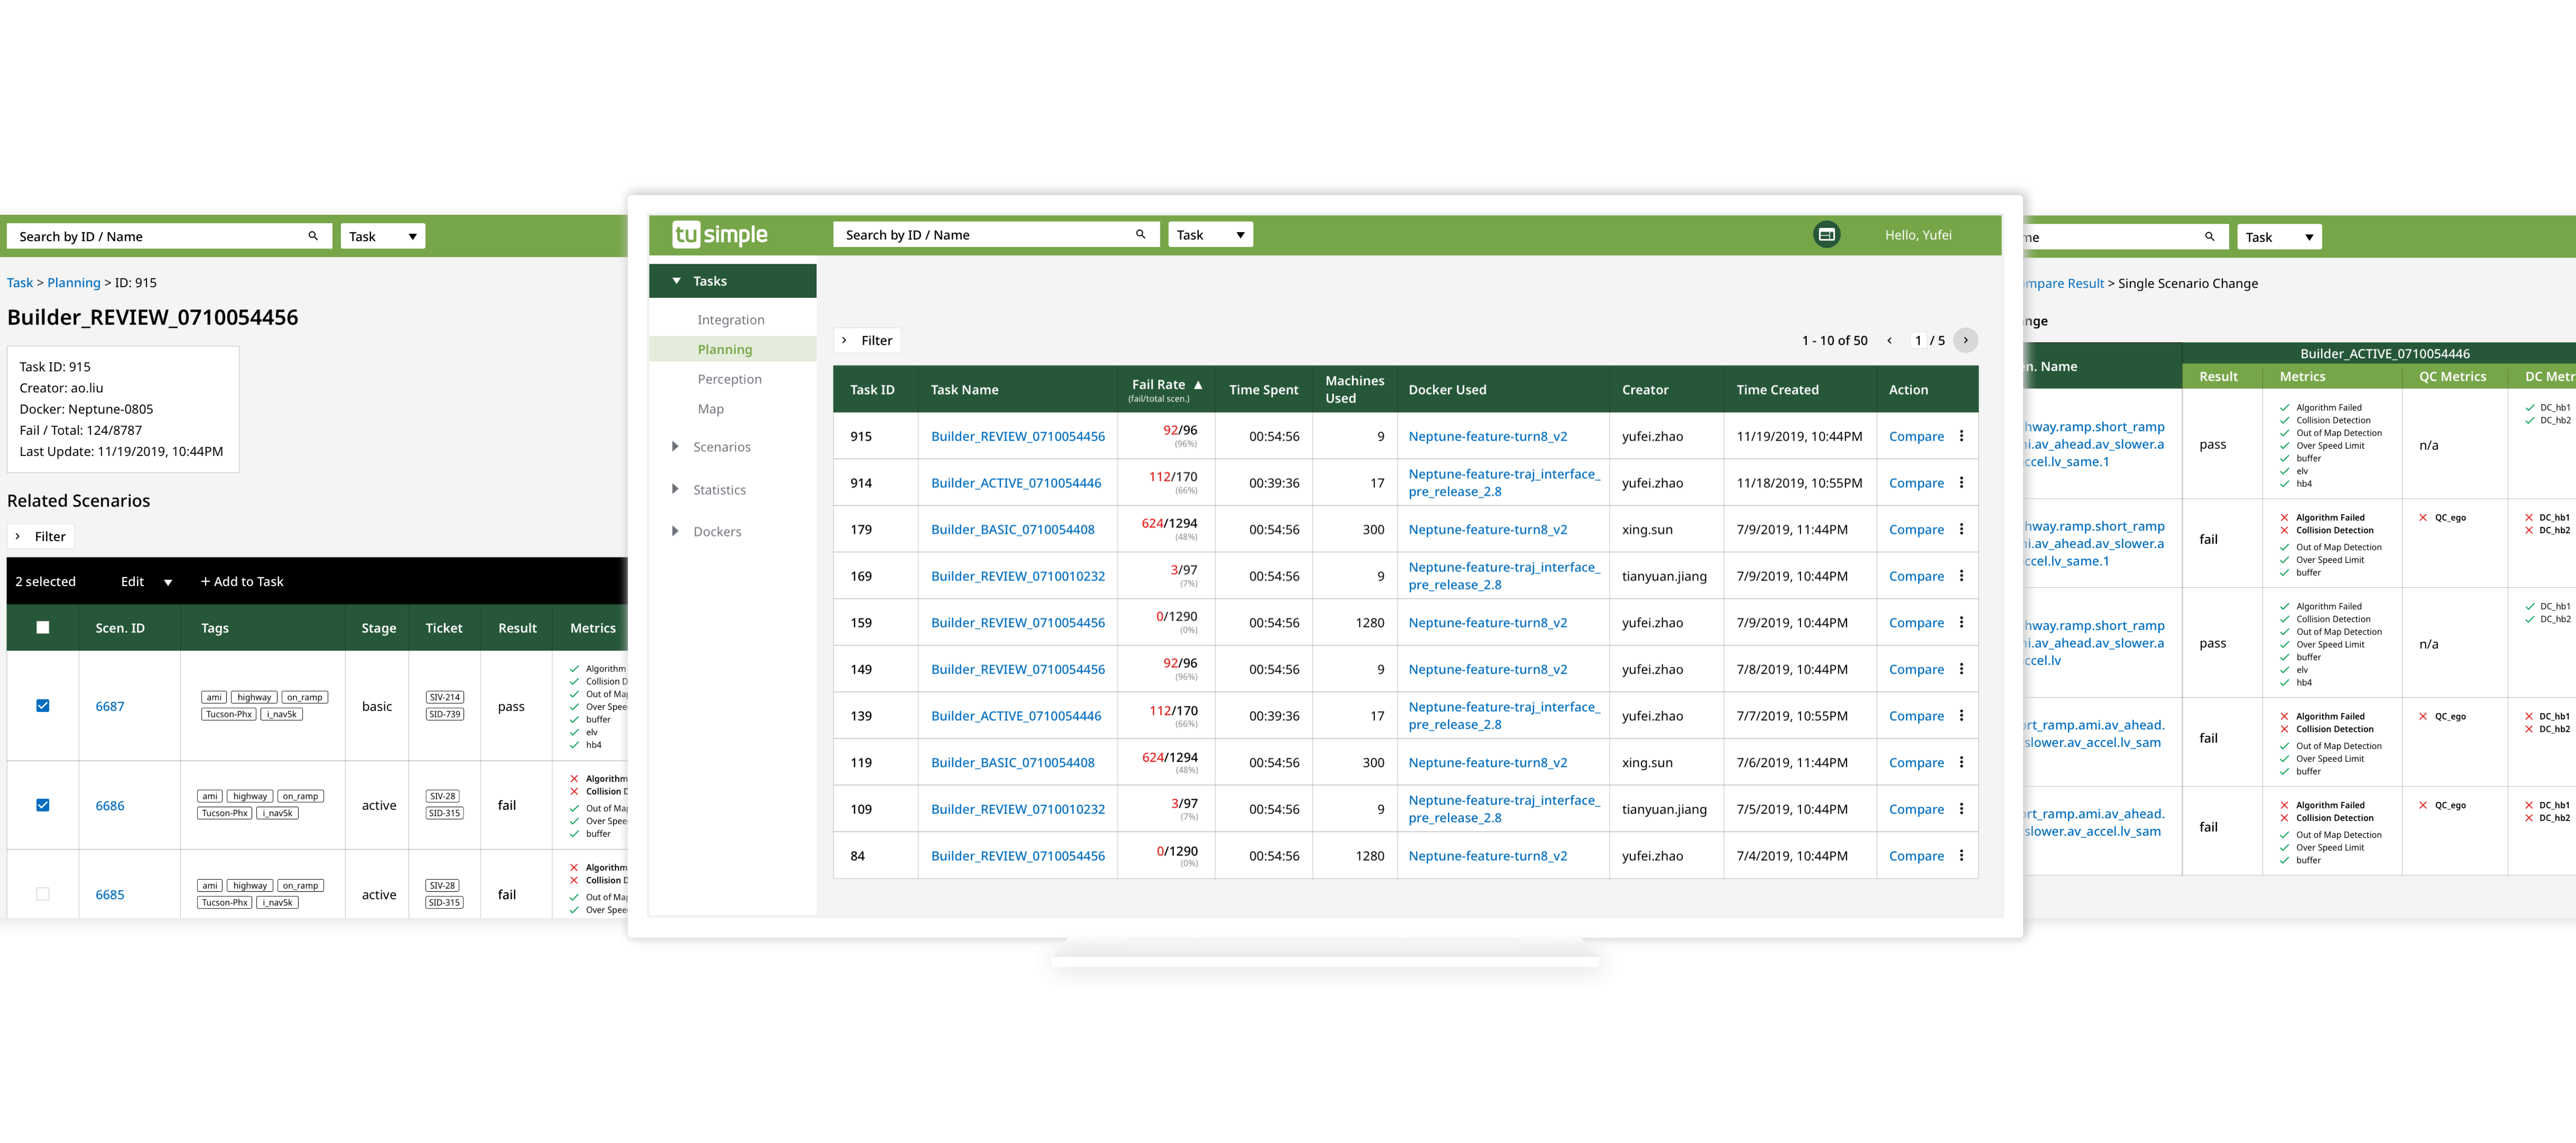 Search by ID / Name
Task
Task > Planning > ID: 915
Builder_REVIEW_0710054456
Task ID: 915
Creator: ao.liu
Docker: Neptune-0805
Fail / Total: 124/8787
Last Update: 11/19/2019, 10:44PM
Related Scenarios
Filter
2 selected Edit + Add to Task
Scen. ID Tags Stage Ticket Result Metrics
6687
ami highway on_ramp
Tucson-Phx i_nav5k
basic
SIV-214
SID-739
pass
Algorithm
Collision D
Out of Map
Over Spee
buffer
elv
hb4
6686
ami highway on_ramp
Tucson-Phx i_nav5k
active
SIV-28
SID-315
fail
Algorithm
Collision D
Out of Map
Over Spee
buffer
6685
ami highway on_ramp
Tucson-Phx i_nav5k
active
SIV-28
SID-315
fail
Algorithm
Collision D
Out of Map
Over Spee
tu simple
Search by ID / Name
Task
Hello, Yufei
Tasks
Integration
Planning
Perception
Map
Scenarios
Statistics
Dockers
Filter
1 - 10 of 50 1 / 5
Task ID Task Name Fail Rate ▲ (fail/total scen.) Time Spent Machines Used Docker Used Creator Time Created Action
915 Builder_REVIEW_0710054456 92/96 (96%) 00:54:56 9 Neptune-feature-turn8_v2 yufei.zhao 11/19/2019, 10:44PM Compare
914 Builder_ACTIVE_0710054446 112/170 (66%) 00:39:36 17 Neptune-feature-traj_interface_pre_release_2.8 yufei.zhao 11/18/2019, 10:55PM Compare
179 Builder_BASIC_0710054408 624/1294 (48%) 00:54:56 300 Neptune-feature-turn8_v2 xing.sun 7/9/2019, 11:44PM Compare
169 Builder_REVIEW_0710010232 3/97 (7%) 00:54:56 9 Neptune-feature-traj_interface_pre_release_2.8 tianyuan.jiang 7/9/2019, 10:44PM Compare
159 Builder_REVIEW_0710054456 0/1290 (0%) 00:54:56 1280 Neptune-feature-turn8_v2 yufei.zhao 7/9/2019, 10:44PM Compare
149 Builder_REVIEW_0710054456 92/96 (96%) 00:54:56 9 Neptune-feature-turn8_v2 yufei.zhao 7/8/2019, 10:44PM Compare
139 Builder_ACTIVE_0710054446 112/170 (66%) 00:39:36 17 Neptune-feature-traj_interface_pre_release_2.8 yufei.zhao 7/7/2019, 10:55PM Compare
119 Builder_BASIC_0710054408 624/1294 (48%) 00:54:56 300 Neptune-feature-turn8_v2 xing.sun 7/6/2019, 11:44PM Compare
109 Builder_REVIEW_0710010232 3/97 (7%) 00:54:56 9 Neptune-feature-traj_interface_pre_release_2.8 tianyuan.jiang 7/5/2019, 10:44PM Compare
84 Builder_REVIEW_0710054456 0/1290 (0%) 00:54:56 1280 Neptune-feature-turn8_v2 yufei.zhao 7/4/2019, 10:44PM Compare
me
Task
ompare Result > Single Scenario Change
nge
en. Name
Builder_ACTIVE_0710054446
Result Metrics QC Metrics DC Metr
hway.ramp.short_ramp
ni.av_ahead.av_slower.a
ccel.lv_same.1
pass
Algorithm Failed
Collision Detection
Out of Map Detection
Over Speed Limit
buffer
elv
hb4
n/a
DC_hb1
DC_hb2
hway.ramp.short_ramp
ni.av_ahead.av_slower.a
ccel.lv_same.1
fail
Algorithm Failed
Collision Detection
Out of Map Detection
Over Speed Limit
buffer
QC_ego
DC_hb1
DC_hb2
hway.ramp.short_ramp
ni.av_ahead.av_slower.a
ccel.lv
pass
Algorithm Failed
Collision Detection
Out of Map Detection
Over Speed Limit
buffer
elv
hb4
n/a
DC_hb1
DC_hb2
ort_ramp.ami.av_ahead.
slower.av_accel.lv_sam
fail
Algorithm Failed
Collision Detection
Out of Map Detection
Over Speed Limit
buffer
QC_ego
DC_hb1
DC_hb2
ort_ramp.ami.av_ahead.
slower.av_accel.lv_sam
fail
Algorithm Failed
Collision Detection
Out of Map Detection
Over Speed Limit
buffer
QC_ego
DC_hb1
DC_hb2